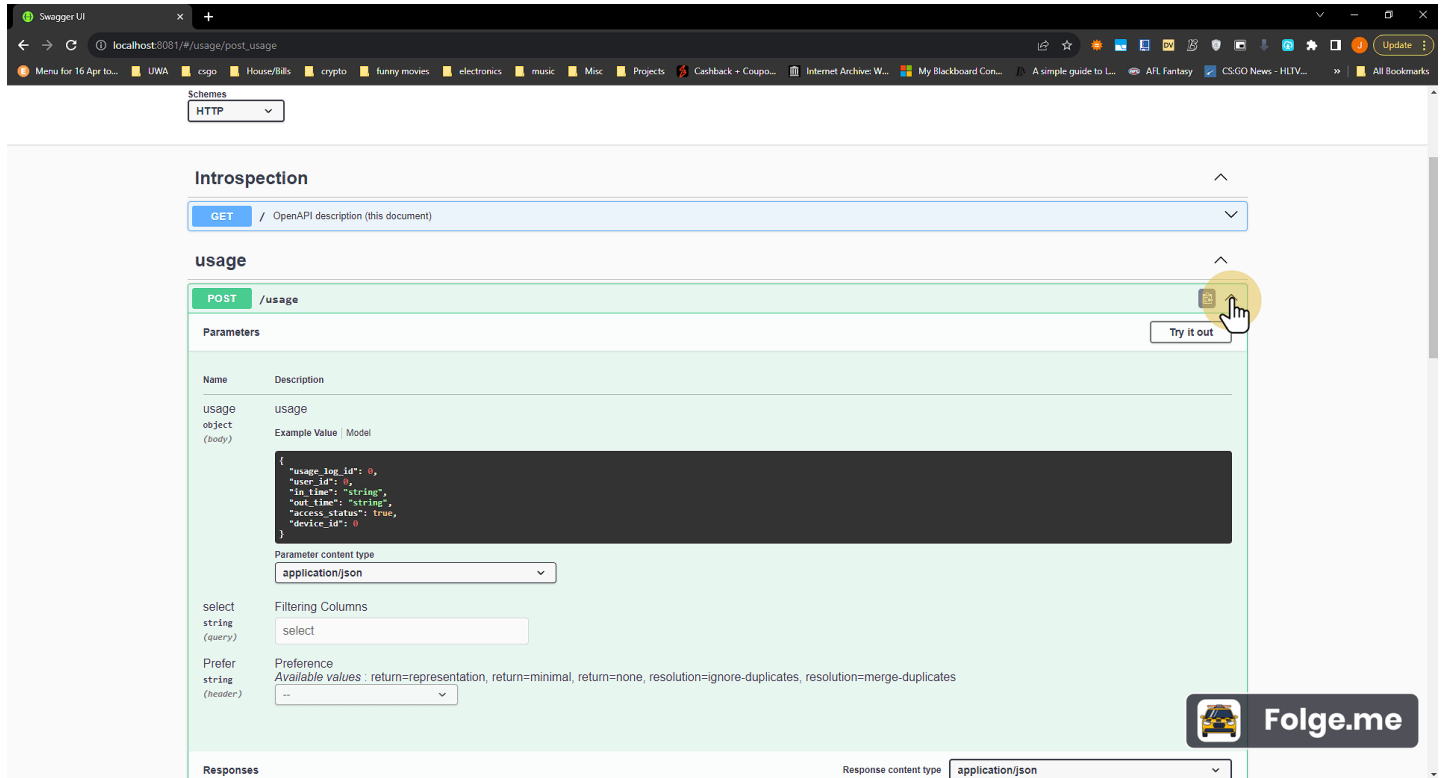 Swagger UI
localhost:8081/#/usage/post_usage
Update
Menu for 16 Apr to... UWA csgo House/Bills crypto funny movies electronics music Misc Projects Cashback + Coupo... Internet Archive: W... My Blackboard Con... A simple guide to L... AFL Fantasy CS:GO News - HLTV... » All Bookmarks
Schemes
HTTP
Introspection
GET / OpenAPI description (this document)
usage
POST /usage
Parameters Try it out
Name Description
usage usage
object
(body)
Example Value Model
{
"usage_log_id": 0,
"user_id": 0,
"in_time": "string",
"out_time": "string",
"access_status": true,
"device_id": 0
}
Parameter content type
application/json
select Filtering Columns
string
(query)
select
Prefer Preference
string
(header)
Available values : return=representation, return=minimal, return=none, resolution=ignore-duplicates, resolution=merge-duplicates
--
Folge.me
Responses Response content type application/json